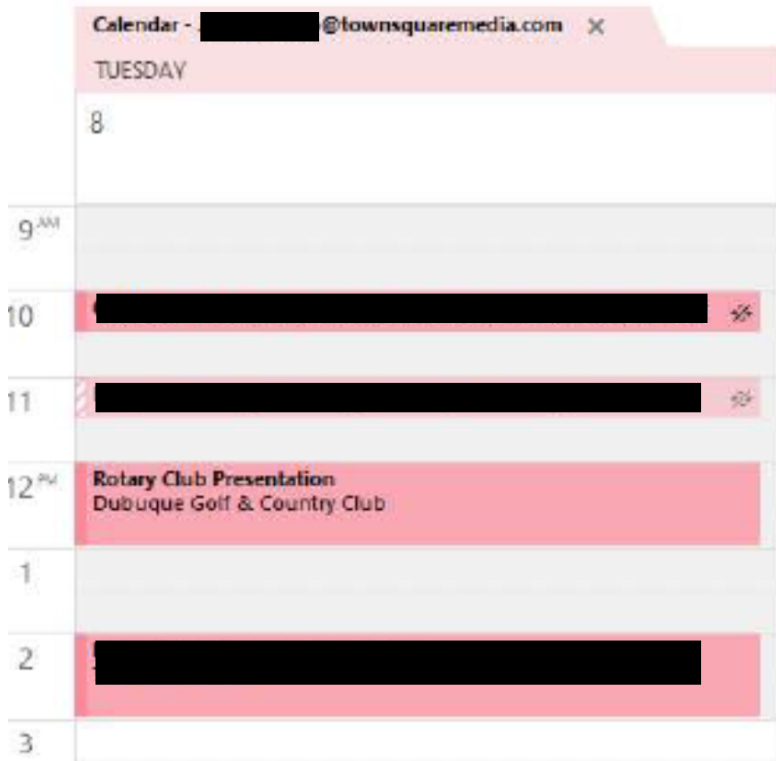 Calendar - @townsquaremedia.com ×
TUESDAY
8
9 AM
10
11
12 PM
Rotary Club Presentation
Dubuque Golf & Country Club
1
2
3